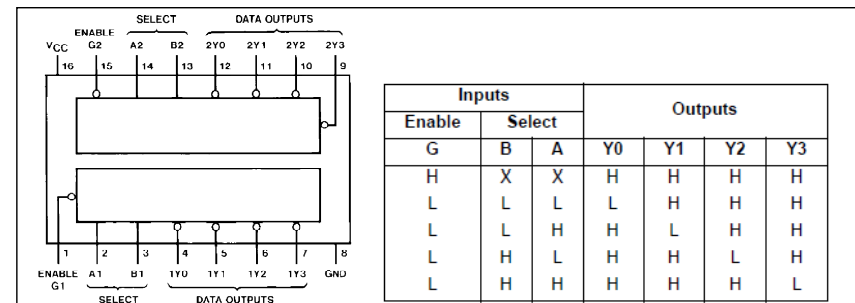 SELECT DATA OUTPUTS
ENABLE
VCC G2 A2 B2 2Y0 2Y1 2Y2 2Y3
16 15 14 13 12 11 10 9
1 2 3 4 5 6 7 8
ENABLE A1 B1 1Y0 1Y1 1Y2 1Y3 GND
G1
SELECT DATA OUTPUTS
Inputs Outputs
Enable Select
G B A Y0 Y1 Y2 Y3
H X X H H H H
L L L L H H H
L L H H L H H
L H L H H L H
L H H H H H L